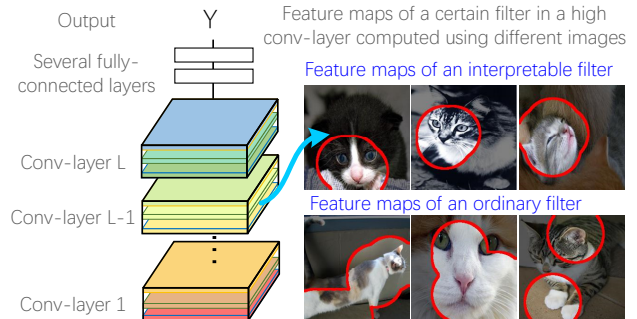 Output
Y
Several fully-
connected layers
Conv-layer L
Conv-layer L-1
Conv-layer 1
Feature maps of a certain filter in a high
conv-layer computed using different images
Feature maps of an interpretable filter
Feature maps of an ordinary filter